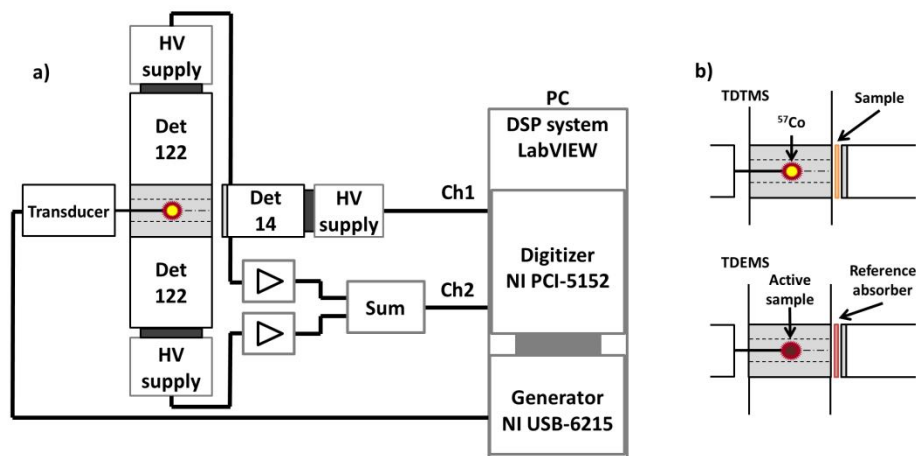 a)
HV
supply
Det
122
Transducer
Det
122
HV
supply
Det
14
HV
supply
Ch1
Ch2
Sum
PC
DSP system
LabVIEW
Digitizer
NI PCI-5152
Generator
NI USB-6215
b)
TDTMS
⁵⁷Co
Sample
TDEMS
Active
sample
Reference
absorber